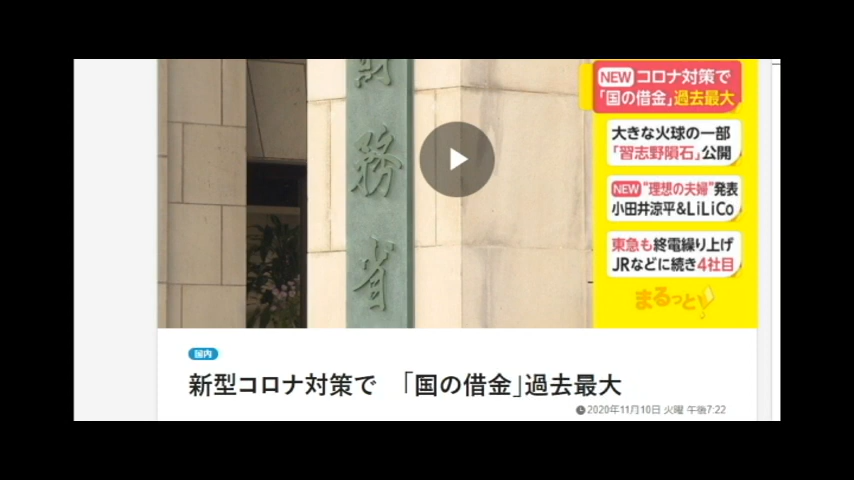 財務省
NEW コロナ対策で
「国の借金」過去最大
大きな火球の一部
「習志野隕石」公開
NEW “理想の夫婦”発表
小田井涼平&LiLiCo
東急も終電繰り上げ
JRなどに続き4社目
まるっと!
国内
新型コロナ対策で 「国の借金」過去最大
2020年11月10日 火曜 午後7:22